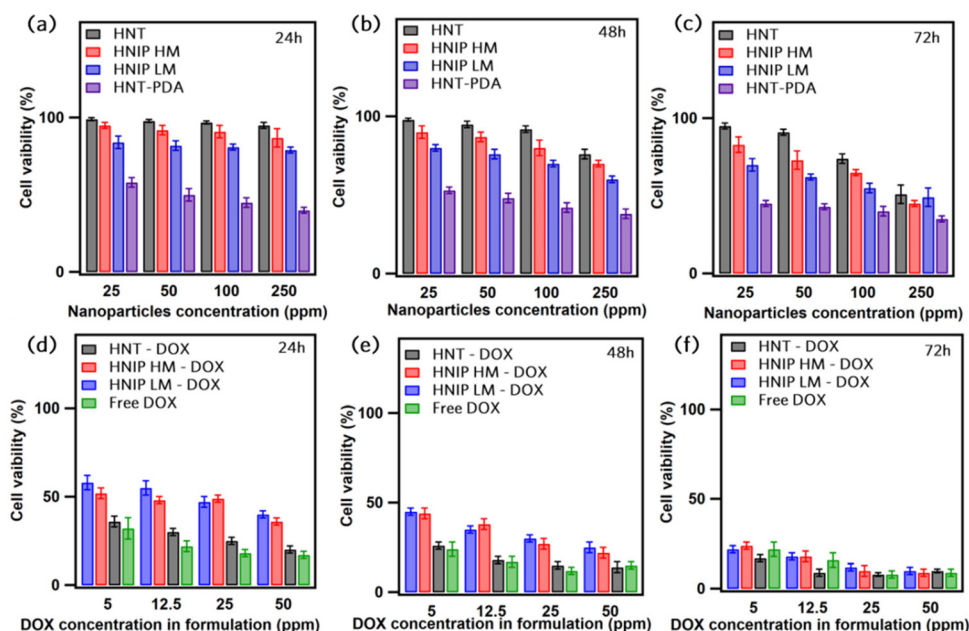 (a)
HNT
24h
HNIP HM
HNIP LM
HNT-PDA
100
0
Cell vaibility (%)
25 50 100 250
Nanoparticles concentration (ppm)
(b)
HNT
48h
HNIP HM
HNIP LM
HNT-PDA
100
0
Cell vaibility (%)
25 50 100 250
Nanoparticles concentration (ppm)
(c)
HNT
72h
HNIP HM
HNIP LM
HNT-PDA
100
0
Cell vaibility (%)
25 50 100 250
Nanoparticles concentration (ppm)
(d)
HNT - DOX
24h
HNIP HM - DOX
HNIP LM - DOX
Free DOX
100
50
0
Cell vaibility (%)
5 12.5 25 50
DOX concentration in formulation (ppm)
(e)
HNT - DOX
48h
HNIP HM - DOX
HNIP LM - DOX
Free DOX
100
50
0
Cell vaibility (%)
5 12.5 25 50
DOX concentration in formulation (ppm)
(f)
HNT - DOX
72h
HNIP HM - DOX
HNIP LM - DOX
Free DOX
100
50
0
Cell vaibility (%)
5 12.5 25 50
DOX concentration in formulation (ppm)